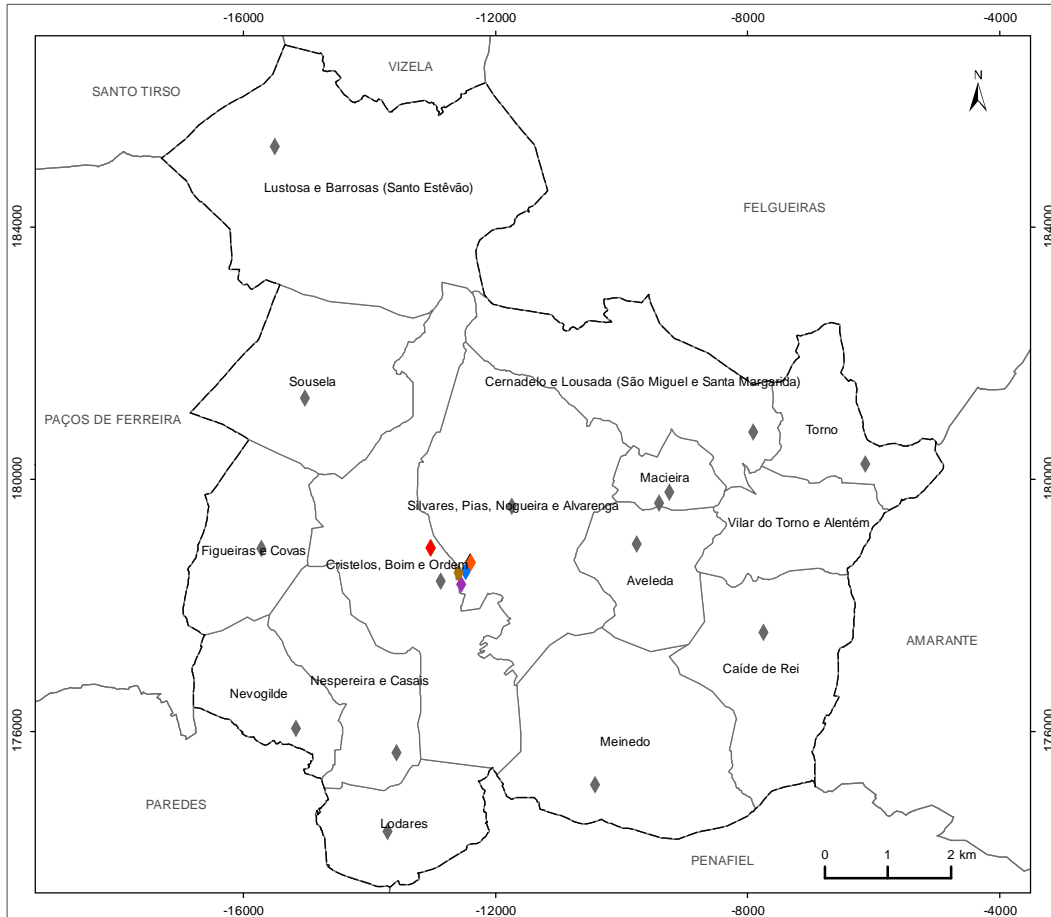 -16000 -12000 -8000 -4000
VIZELA
SANTO TIRSO
N
Lustosa e Barrosas (Santo Estêvão)
FELGUEIRAS
184000 184000
Sousela
Cernadelo e Lousada (São Miguel e Santa Margarida)
PAÇOS DE FERREIRA
Torno
180000 180000
Macieira
Silvares, Pias, Nogueira e Alvarenga
Vilar do Torno e Alentém
Figueiras e Covas
Cristelos, Boim e Ordem
Aveleda
AMARANTE
Caíde de Rei
Nespereira e Casais
Nevogilde
176000 176000
Meinedo
PAREDES
Lodares
PENAFIEL
0 1 2 km
-16000 -12000 -8000 -4000